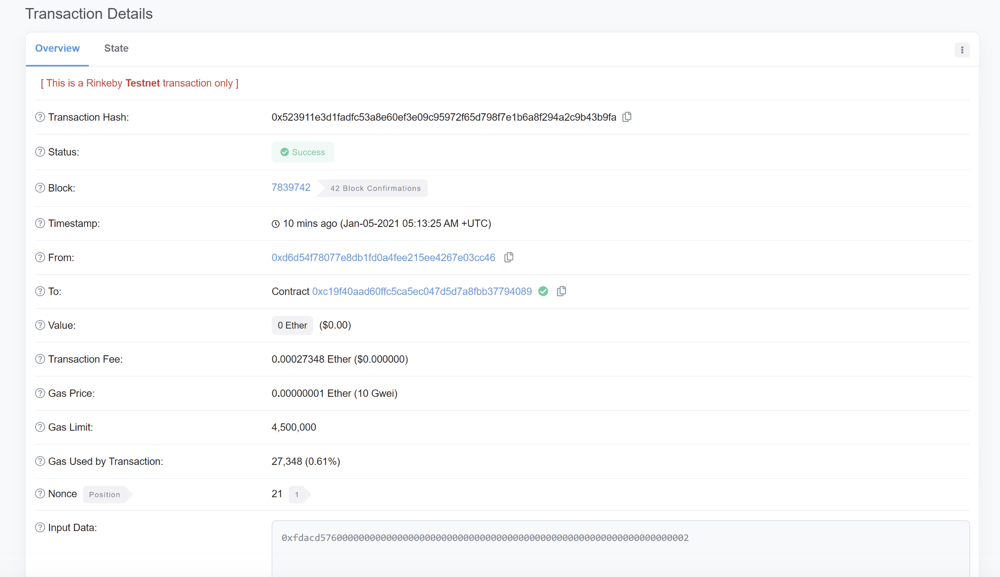 Transaction Details
Overview State
[ This is a Rinkeby Testnet transaction only ]
Transaction Hash: 0x523911e3d1fadfc53a8e60ef3e09c95972f65d798f7e1b6a8f294a2c9b43b9fa
Status: Success
Block: 7839742 42 Block Confirmations
Timestamp: 10 mins ago (Jan-05-2021 05:13:25 AM +UTC)
From: 0xd6d54f78077e8db1fd0a4fee215ee4267e03cc46
To: Contract 0xc19f40aad60ffc5ca5ec047d5d7a8fbb37794089
Value: 0 Ether ($0.00)
Transaction Fee: 0.00027348 Ether ($0.000000)
Gas Price: 0.00000001 Ether (10 Gwei)
Gas Limit: 4,500,000
Gas Used by Transaction: 27,348 (0.61%)
Nonce Position 21 1
Input Data: 0xfdacd5760000000000000000000000000000000000000000000000000000000000000002